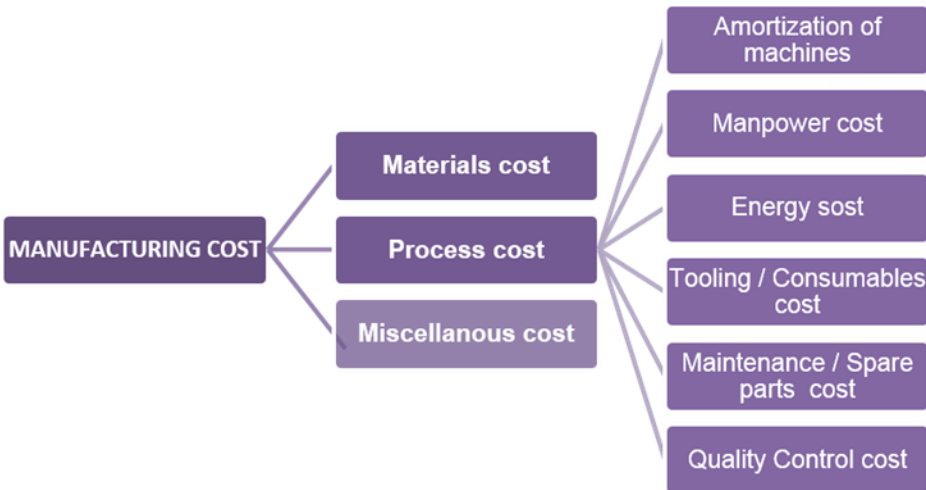 MANUFACTURING COST
Materials cost
Process cost
Miscellanous cost
Amortization of
machines
Manpower cost
Energy sost
Tooling / Consumables
cost
Maintenance / Spare
parts cost
Quality Control cost